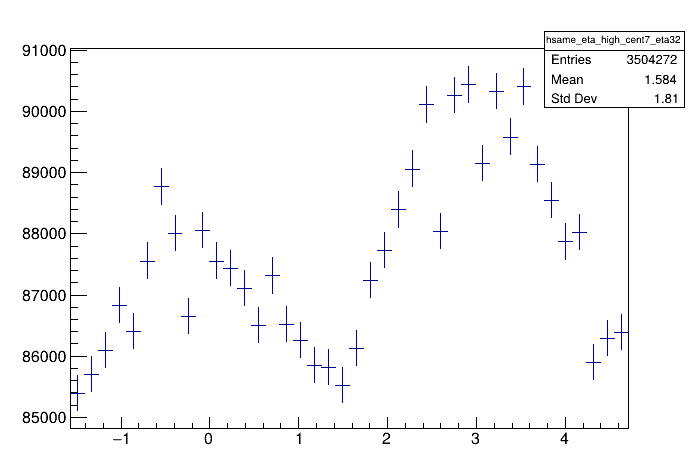 hsame_eta_high_cent7_eta32
Entries 3504272
Mean 1.584
Std Dev 1.81
91000
90000
89000
88000
87000
86000
85000
−1 0 1 2 3 4